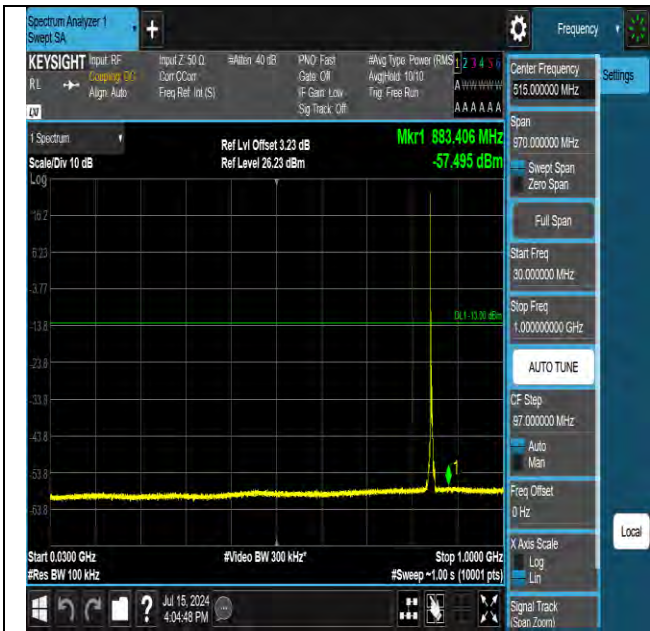 Spectrum Analyzer 1
Swept SA
+
Frequency
KEYSIGHT
RL
Input: RF
Coupling: DC
Align: Auto
Input Z: 50 Ω
Corr CCorr
Freq Ref: Int (S)
#Atten: 40 dB
PNO: Fast
Gate: Off
IF Gain: Low
Sig Track: Off
#Avg Type: Power (RMS
Avg|Hold: 10/10
Trig: Free Run
1 2 3 4 5 6
A W W W W W
A A A A A A
Settings
LXI
1 Spectrum
Scale/Div 10 dB
Log
Ref Lvl Offset 3.23 dB
Ref Level 26.23 dBm
Mkr1 883.406 MHz
-57.495 dBm
16.2
6.23
-3.77
-13.8
-23.8
-33.8
-43.8
-53.8
-63.8
DL1 -13.00 dBm
1
Start 0.0300 GHz
#Res BW 100 kHz
#Video BW 300 kHz*
Stop 1.0000 GHz
#Sweep ~1.00 s (10001 pts)
Center Frequency
515.000000 MHz
Span
970.000000 MHz
Swept Span
Zero Span
Full Span
Start Freq
30.000000 MHz
Stop Freq
1.000000000 GHz
AUTO TUNE
CF Step
97.000000 MHz
Auto
Man
Freq Offset
0 Hz
X Axis Scale
Log
Lin
Signal Track
(Span Zoom)
Local
?
Jul 15, 2024
4:04:48 PM